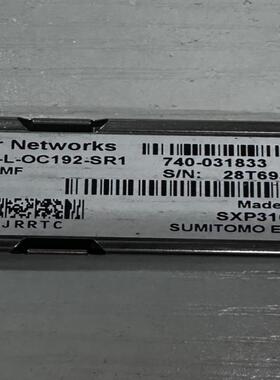 r Networks
-L-OC192-SR1
MF
740-031833
S/N: 28T69
JRRTC
Made
SXP31
SUMITOMO E